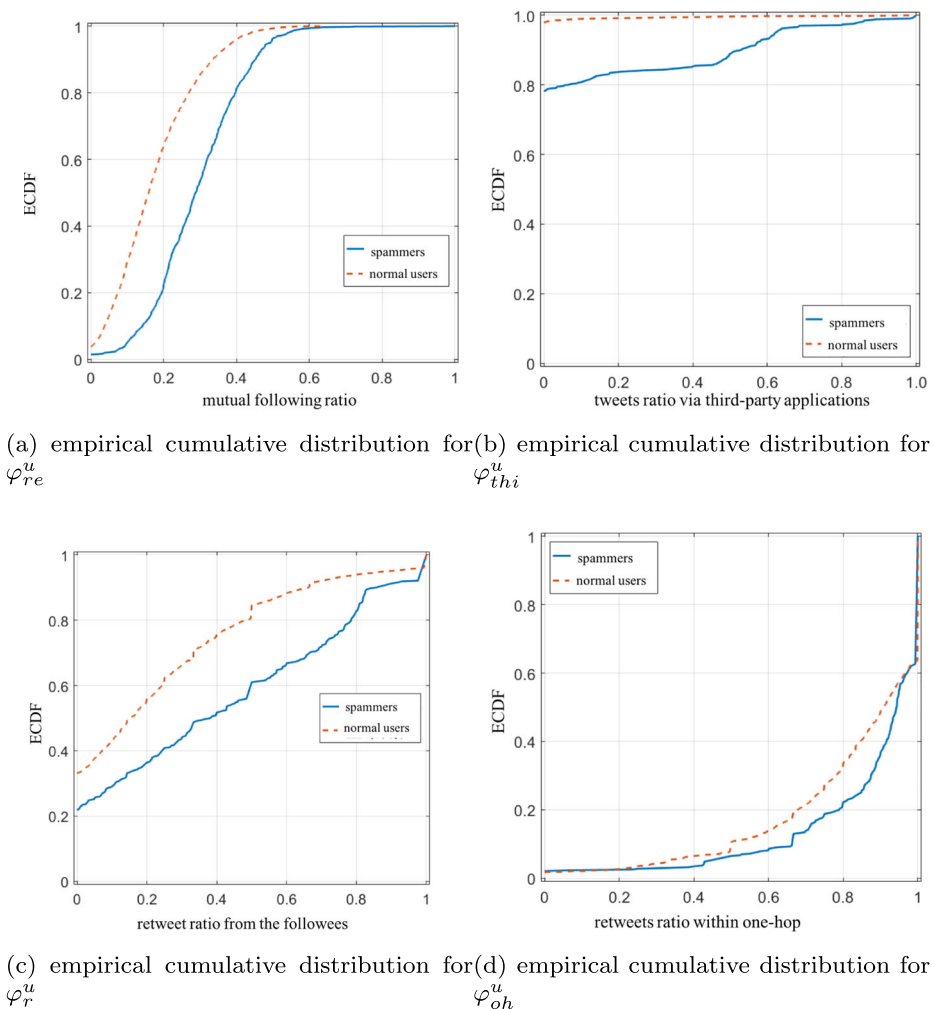 1
0.8
0.6
0.4
0.2
0
ECDF
spammers
normal users
0 0.2 0.4 0.6 0.8 1
mutual following ratio
1.0
0.8
0.6
0.4
0.2
0
ECDF
spammers
normal users
0 0.2 0.4 0.6 0.8 1.0
tweets ratio via third-party applications
(a) empirical cumulative distribution for
φ^u_{re}
(b) empirical cumulative distribution for
φ^u_{thi}
1
0.8
0.6
0.4
0.2
0
ECDF
spammers
normal users
0 0.2 0.4 0.6 0.8 1
retweet ratio from the followees
1
0.8
0.6
0.4
0.2
0
ECDF
spammers
normal users
0 0.2 0.4 0.6 0.8 1
retweets ratio within one-hop
(c) empirical cumulative distribution for
φ^u_r
(d) empirical cumulative distribution for
φ^u_{oh}